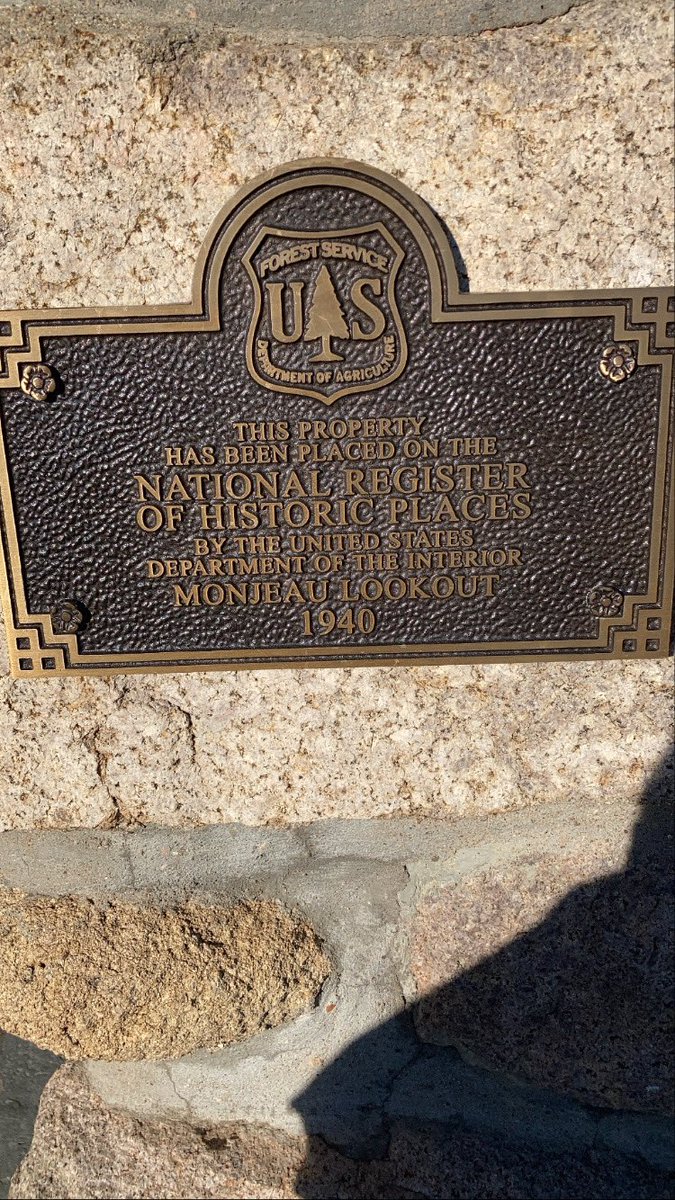 FOREST SERVICE
U S
DEPARTMENT OF AGRICULTURE
THIS PROPERTY
HAS BEEN PLACED ON THE
NATIONAL REGISTER
OF HISTORIC PLACES
BY THE UNITED STATES
DEPARTMENT OF THE INTERIOR
MONJEAU LOOKOUT
1940